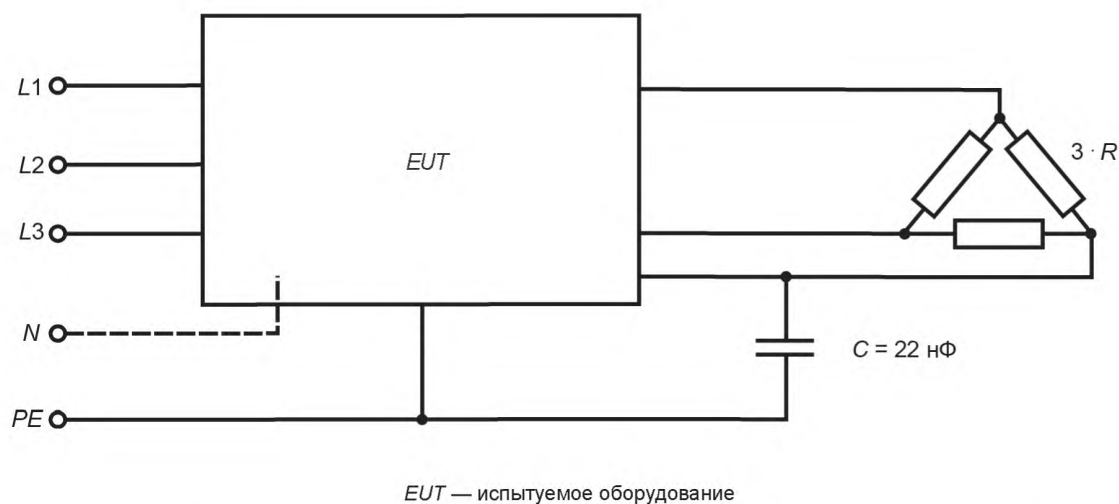 L1
L2
L3
N
PE
EUT
3 · R
C = 22 нФ
EUT — испытуемое оборудование